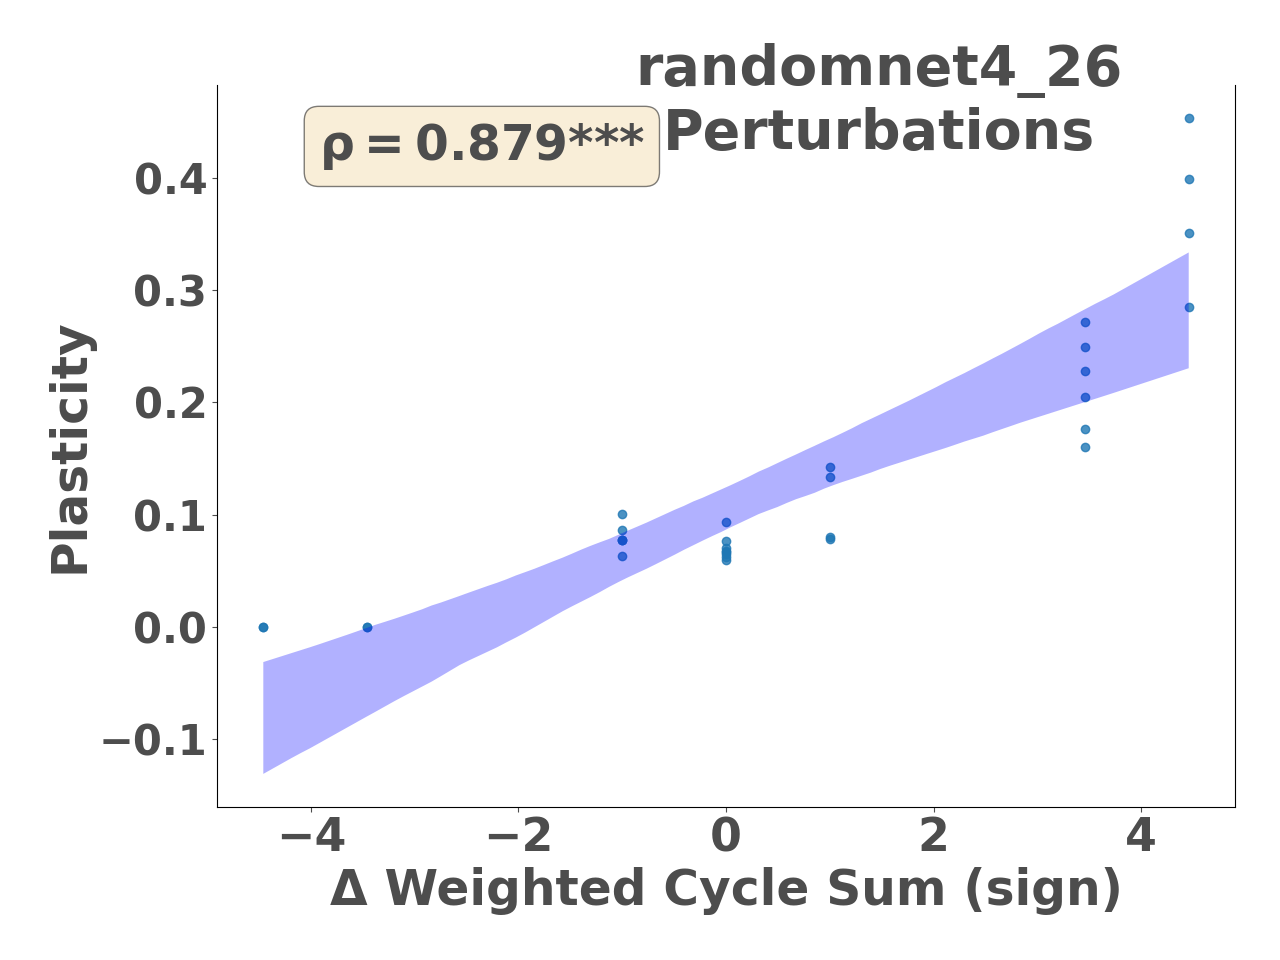 randomnet4_26
Perturbations
ρ = 0.879***
Plasticity
0.4
0.3
0.2
0.1
0.0
−0.1
−4
−2
0
2
4
Δ Weighted Cycle Sum (sign)